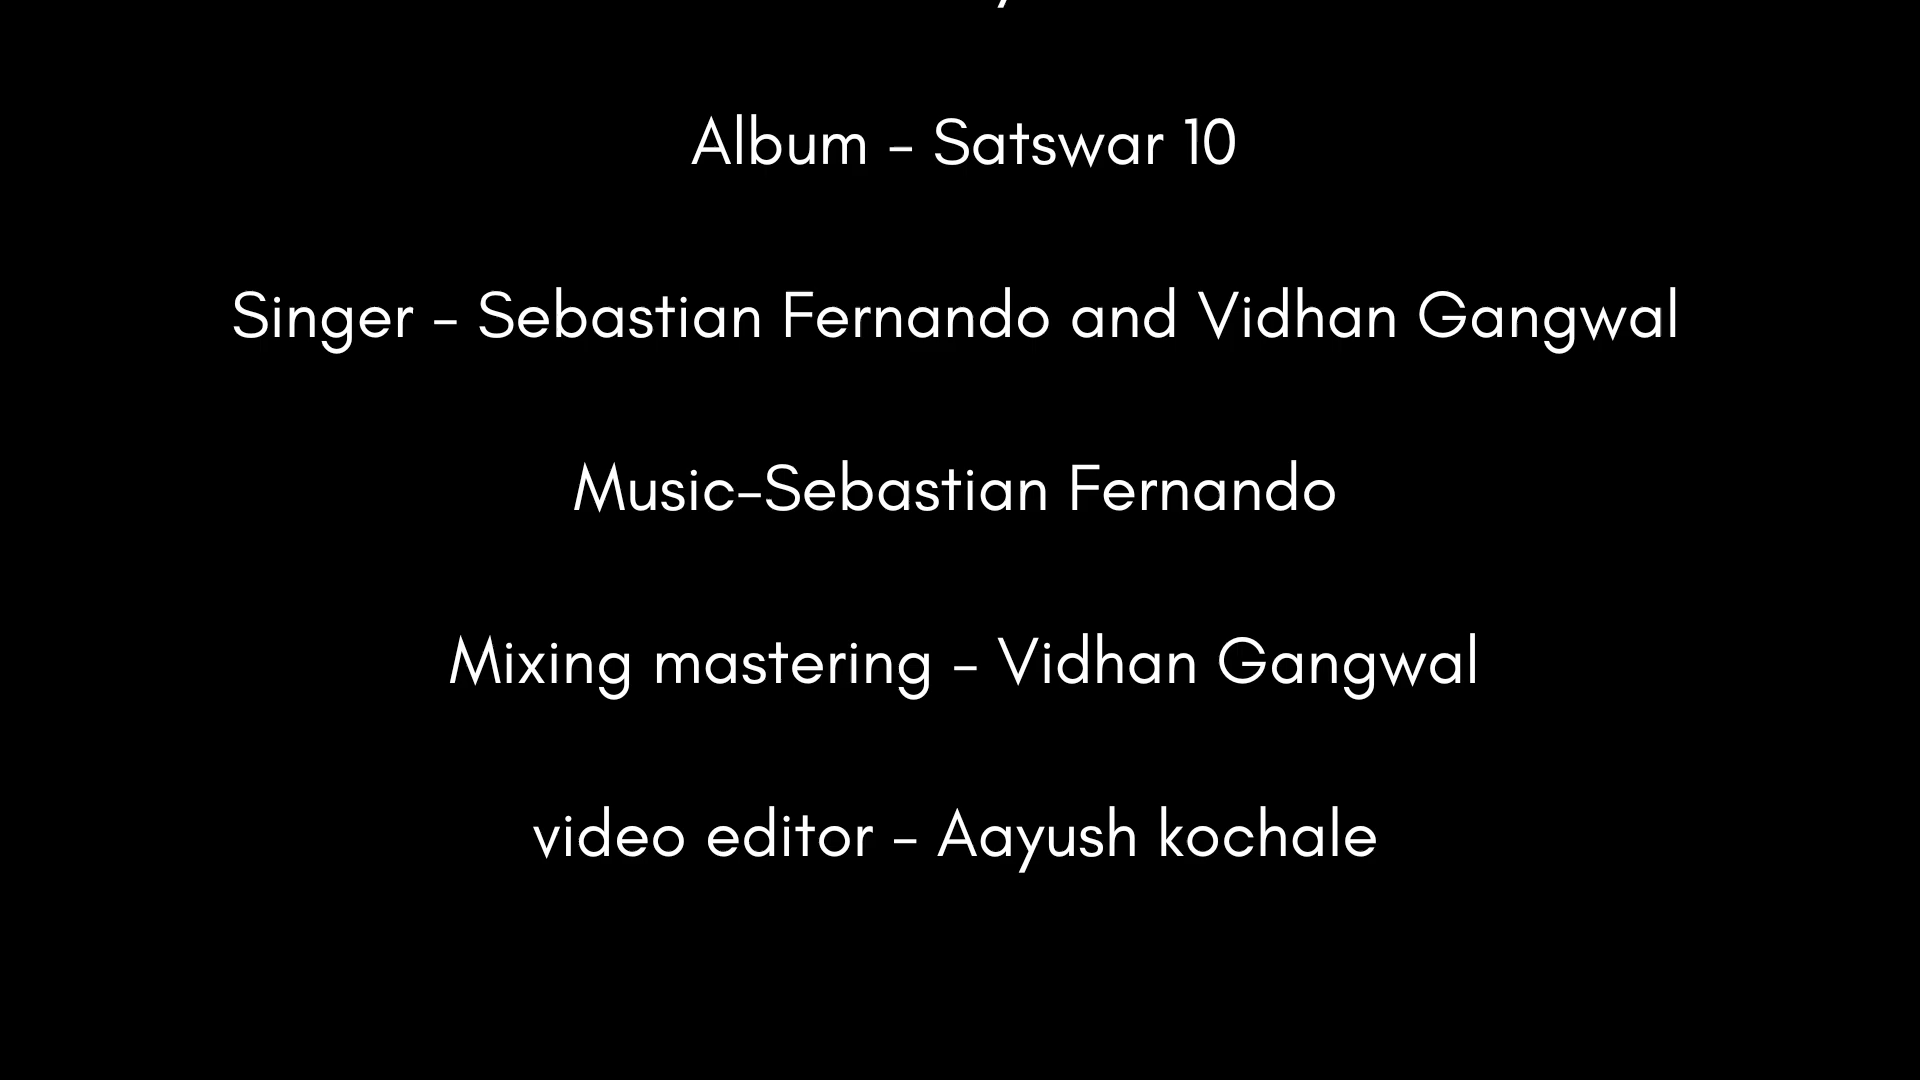 Album - Satswar 10
Singer - Sebastian Fernando and Vidhan Gangwal
Music-Sebastian Fernando
Mixing mastering - Vidhan Gangwal
video editor - Aayush kochale